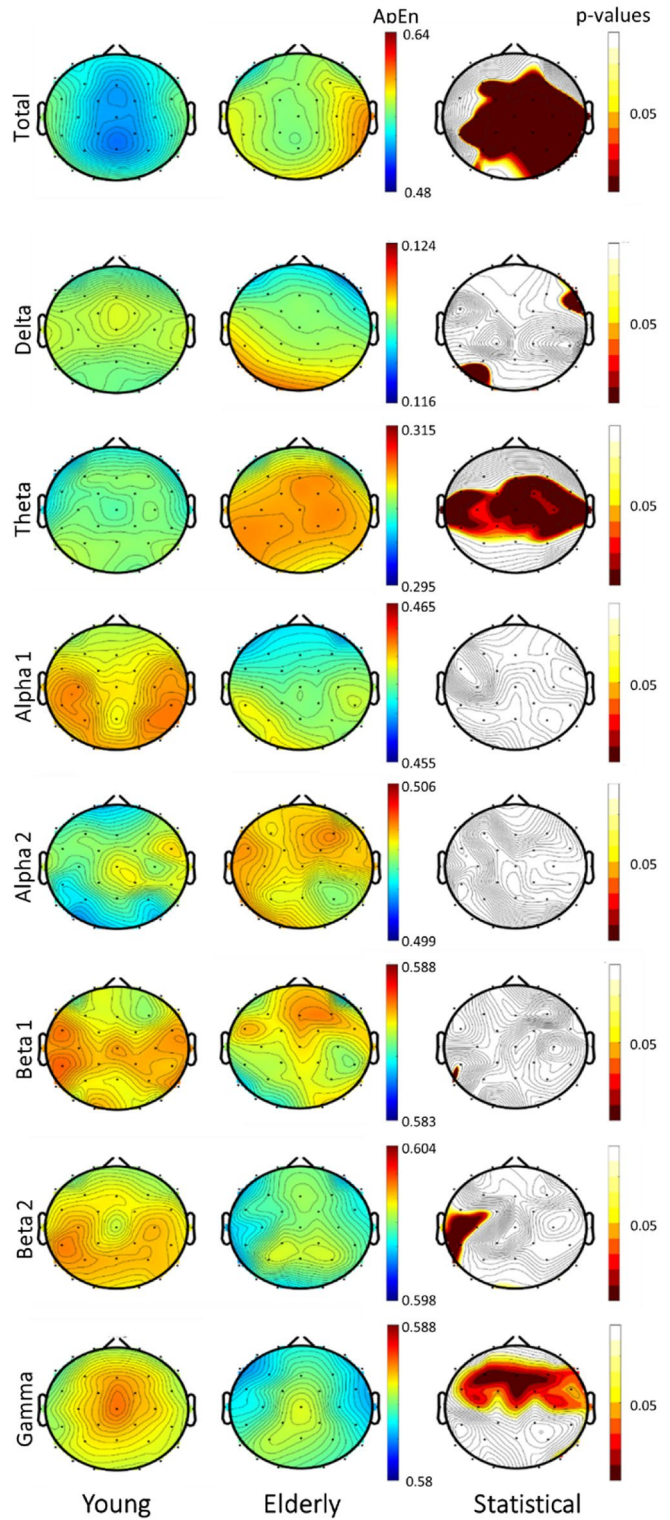 ApEn p-values
Total 0.64 0.48 0.05
Delta 0.124 0.116 0.05
Theta 0.315 0.295 0.05
Alpha 1 0.465 0.455 0.05
Alpha 2 0.506 0.499 0.05
Beta 1 0.588 0.583 0.05
Beta 2 0.604 0.598 0.05
Gamma 0.588 0.58 0.05
Young Elderly Statistical